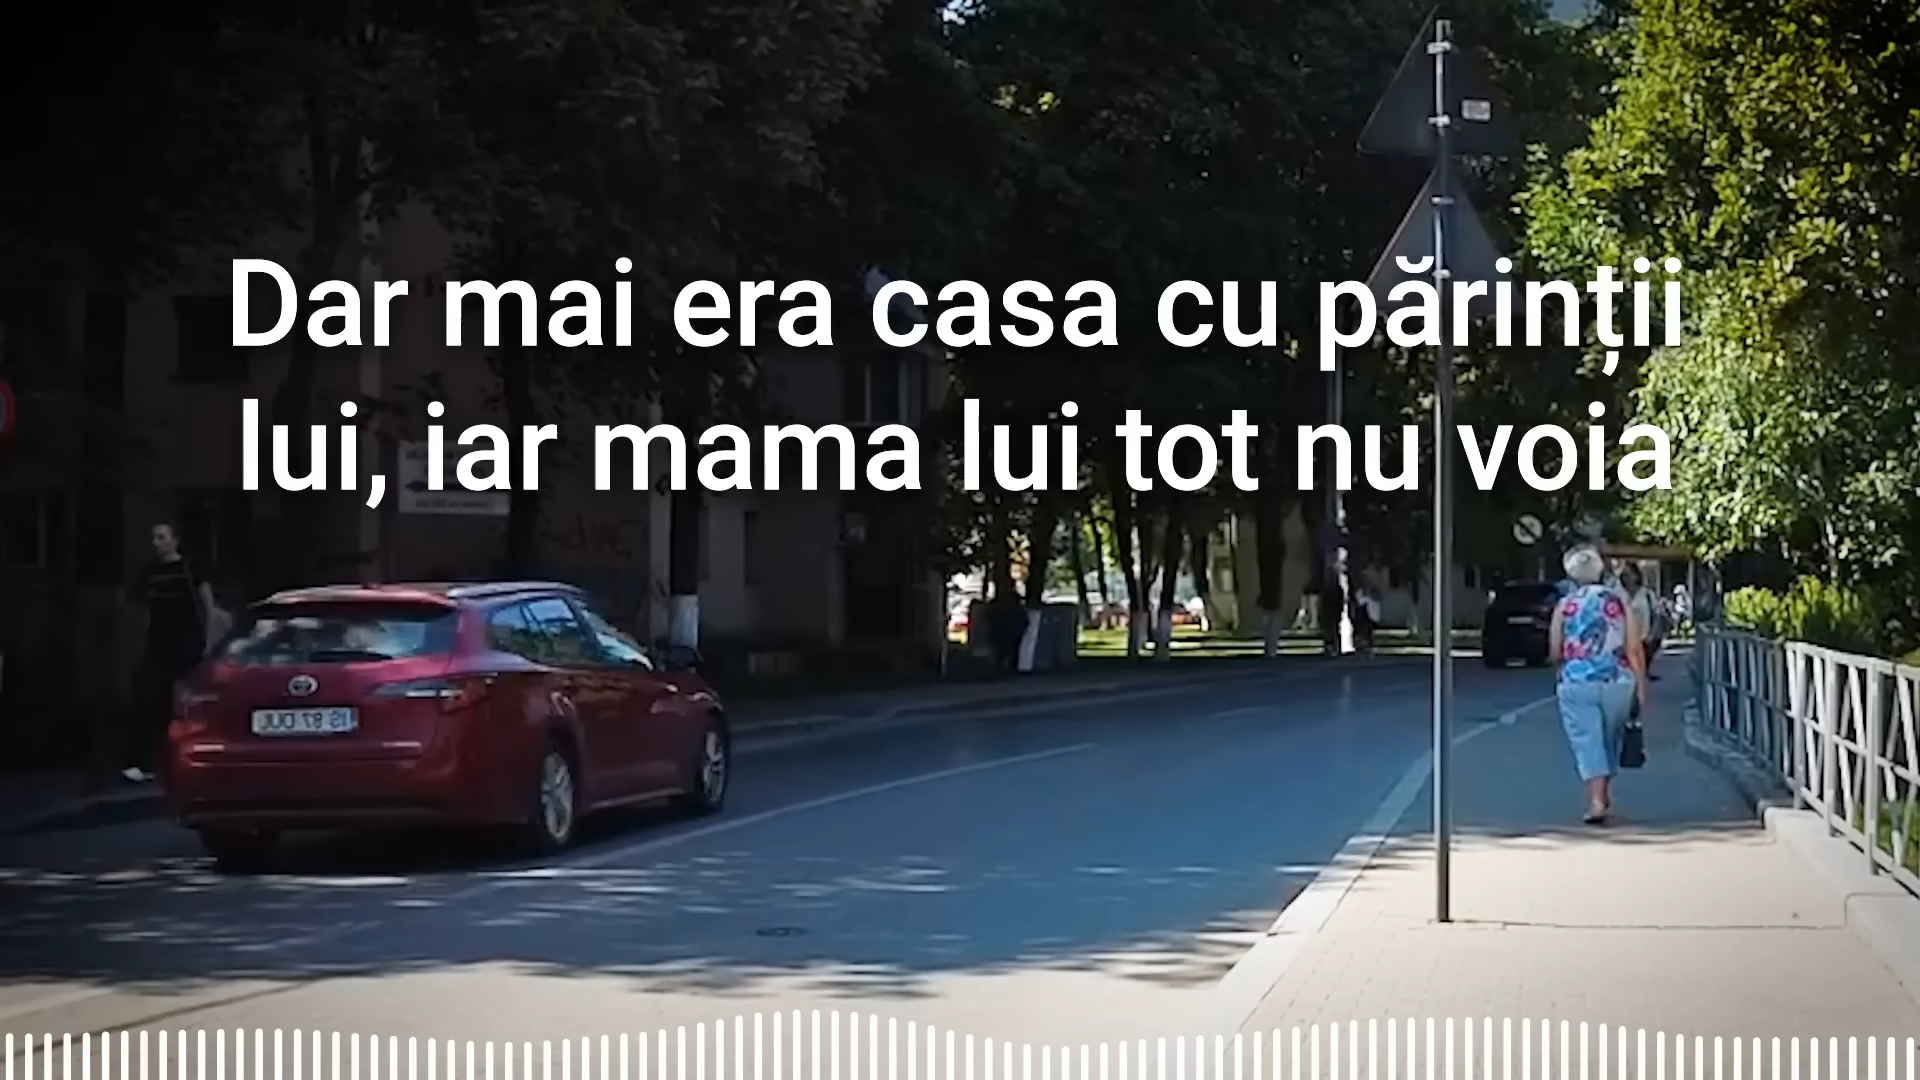 Dar mai era casa cu părinții
lui, iar mama lui tot nu voia